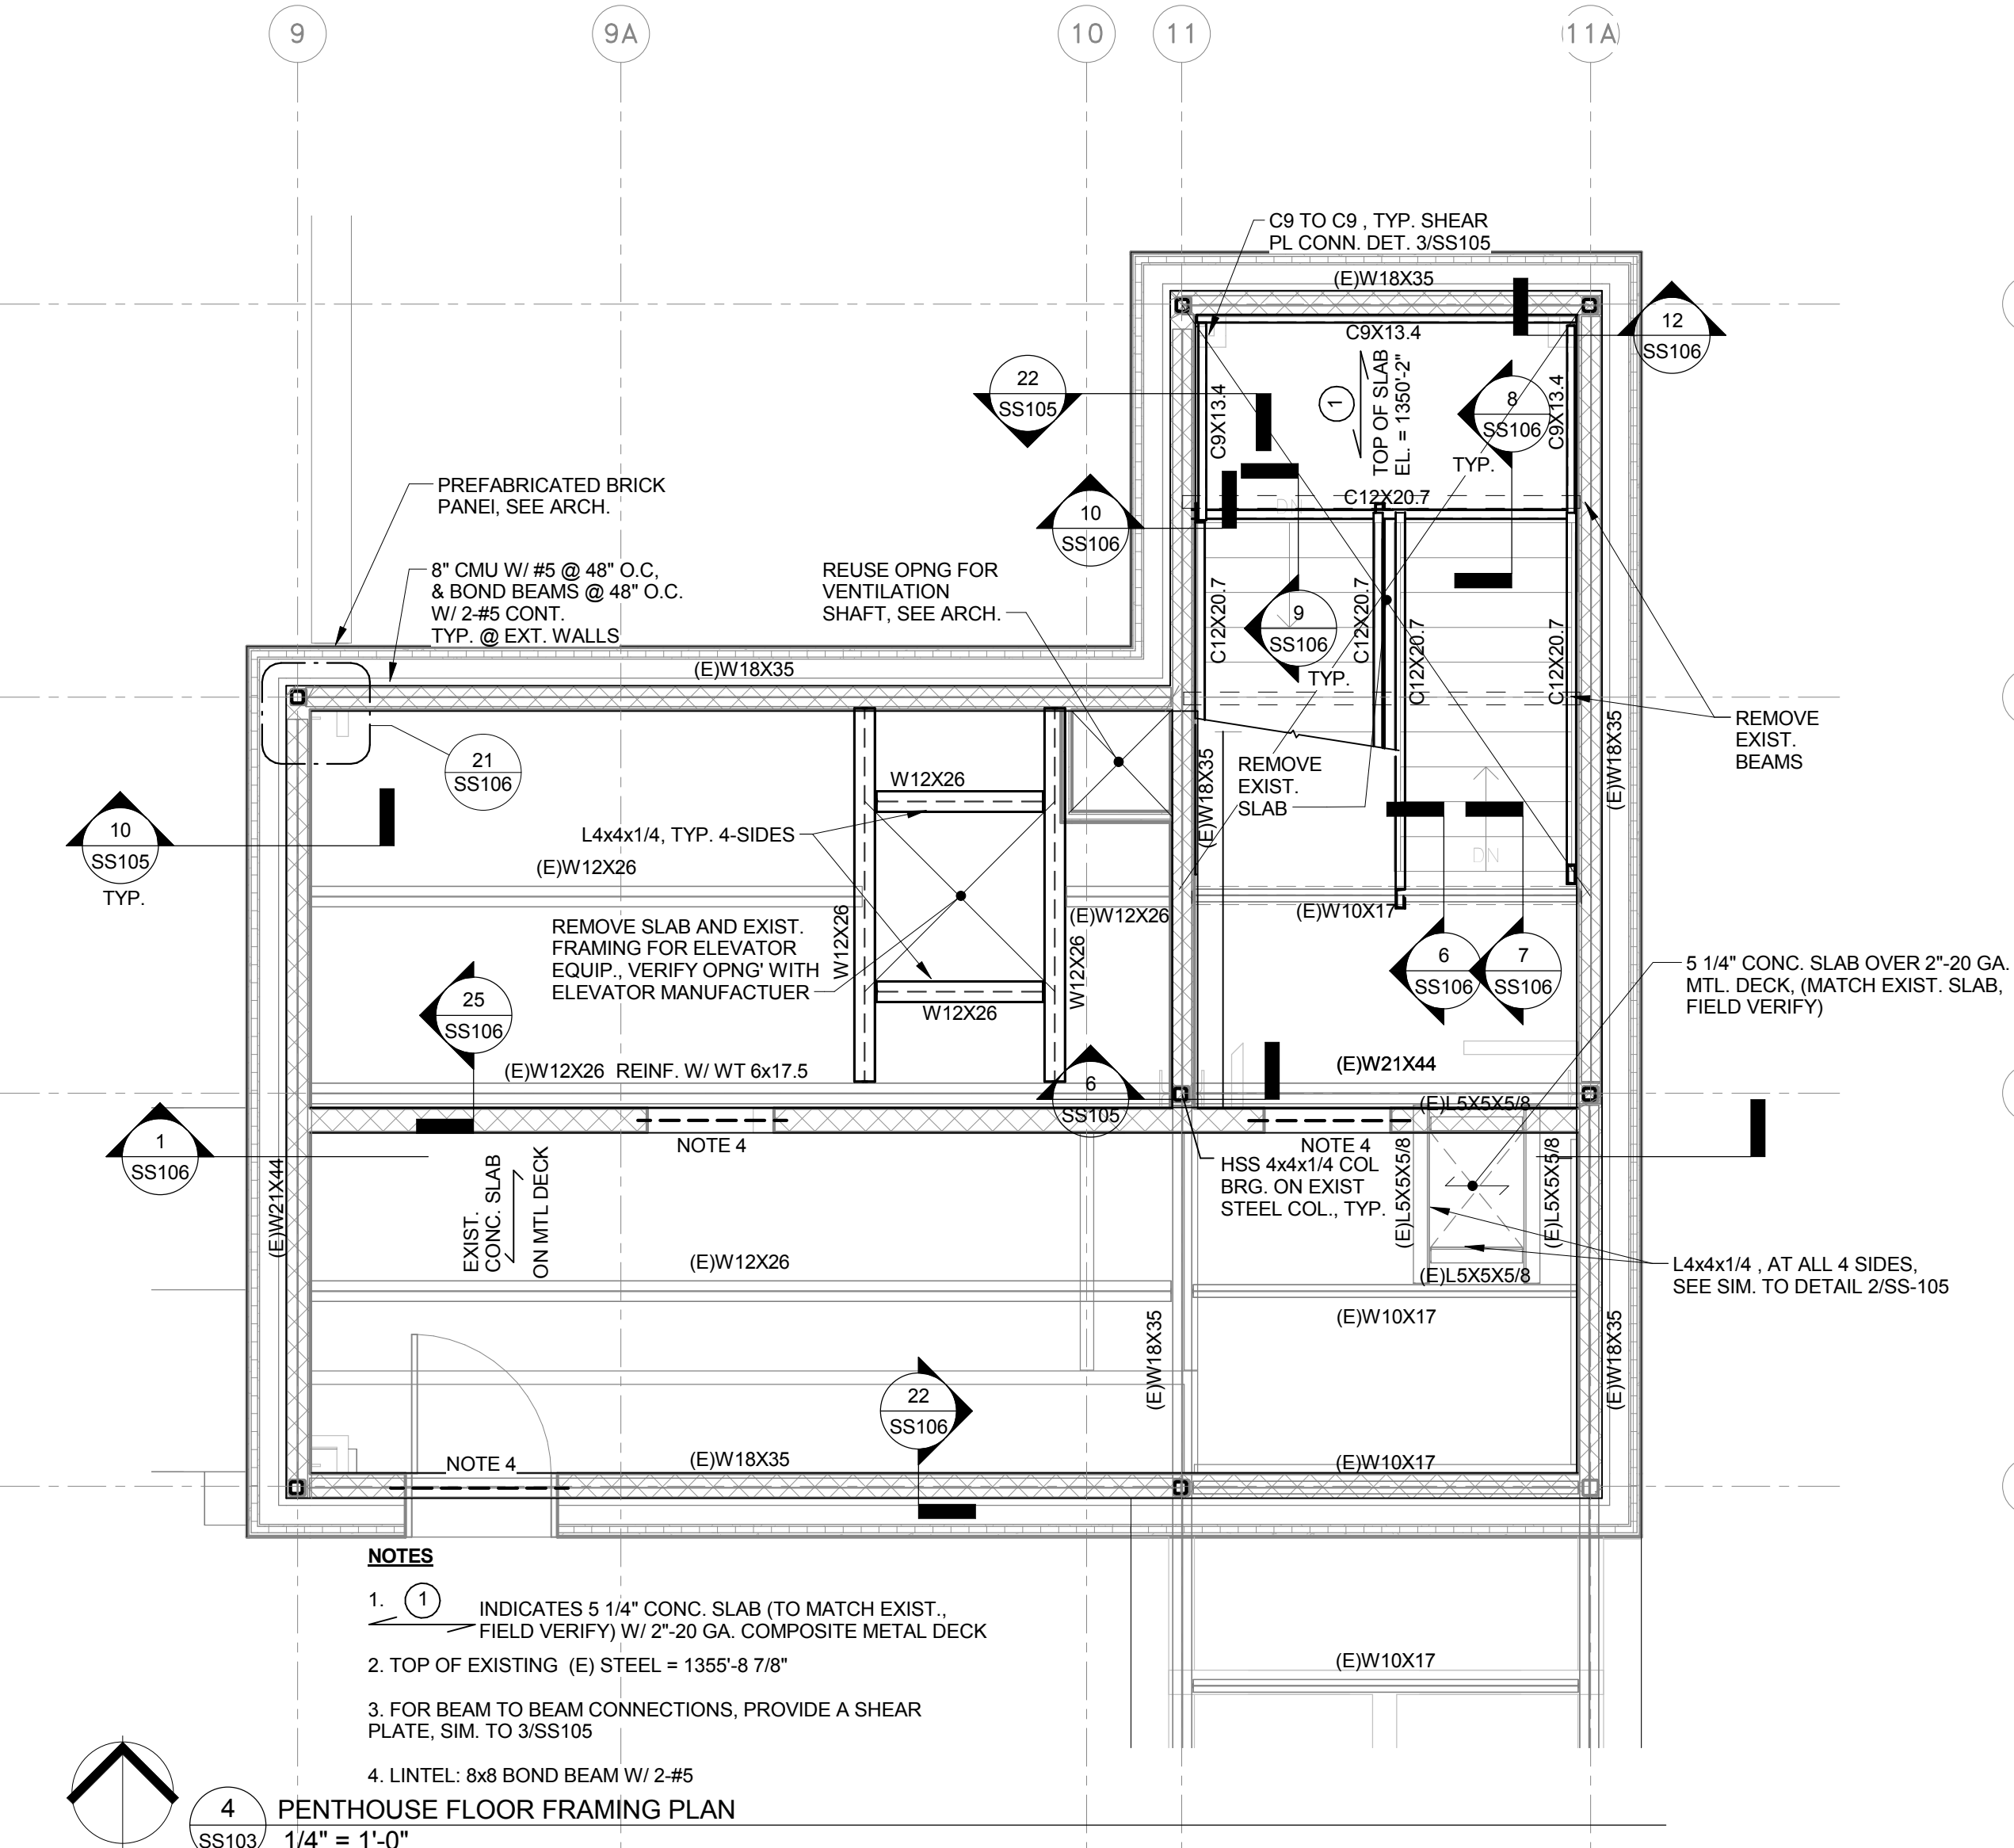 9
9A
10
11
11A
C9 TO C9 , TYP. SHEAR
PL CONN. DET. 3/SS105
(E)W18X35
12
SS106
C9X13.4
22
SS105
C9X13.4
1
TOP OF SLAB
EL. = 1350'-2"
8
SS106
C9X13.4
TYP.
PREFABRICATED BRICK
PANEl, SEE ARCH.
C12X20.7
DN
10
SS106
8" CMU W/ #5 @ 48" O.C,
& BOND BEAMS @ 48" O.C.
W/ 2-#5 CONT.
TYP. @ EXT. WALLS
REUSE OPNG FOR
VENTILATION
SHAFT, SEE ARCH.
C12X20.7
9
SS106
TYP.
C12X20.7
C12X20.7
C12X20.7
(E)W18X35
REMOVE
EXIST.
BEAMS
(E)W18X35
21
SS106
W12X26
(E)W18X35
REMOVE
EXIST.
SLAB
10
SS105
TYP.
L4x4x1/4, TYP. 4-SIDES
(E)W12X26
DN
(E)W12X26
(E)W10X17
REMOVE SLAB AND EXIST.
FRAMING FOR ELEVATOR
EQUIP., VERIFY OPNG' WITH
ELEVATOR MANUFACTUER
W12X26
W12X26
6
SS106
7
SS106
5 1/4" CONC. SLAB OVER 2"-20 GA.
MTL. DECK, (MATCH EXIST. SLAB,
FIELD VERIFY)
25
SS106
W12X26
(E)W12X26 REINF. W/ WT 6x17.5
6
SS105
(E)W21X44
(E)L5X5X5/8
1
SS106
NOTE 4
NOTE 4
HSS 4x4x1/4 COL
BRG. ON EXIST
STEEL COL., TYP.
(E)L5X5X5/8
(E)L5X5X5/8
(E)W21X44
EXIST.
CONC. SLAB
ON MTL DECK
(E)W12X26
(E)L5X5X5/8
L4x4x1/4 , AT ALL 4 SIDES,
SEE SIM. TO DETAIL 2/SS-105
(E)W10X17
(E)W18X35
(E)W18X35
22
SS106
NOTE 4
(E)W18X35
(E)W10X17
NOTES
1. 1 INDICATES 5 1/4" CONC. SLAB (TO MATCH EXIST.,
FIELD VERIFY) W/ 2"-20 GA. COMPOSITE METAL DECK
2. TOP OF EXISTING (E) STEEL = 1355'-8 7/8"
(E)W10X17
3. FOR BEAM TO BEAM CONNECTIONS, PROVIDE A SHEAR
PLATE, SIM. TO 3/SS105
4. LINTEL: 8x8 BOND BEAM W/ 2-#5
4
SS103
PENTHOUSE FLOOR FRAMING PLAN
1/4" = 1'-0"